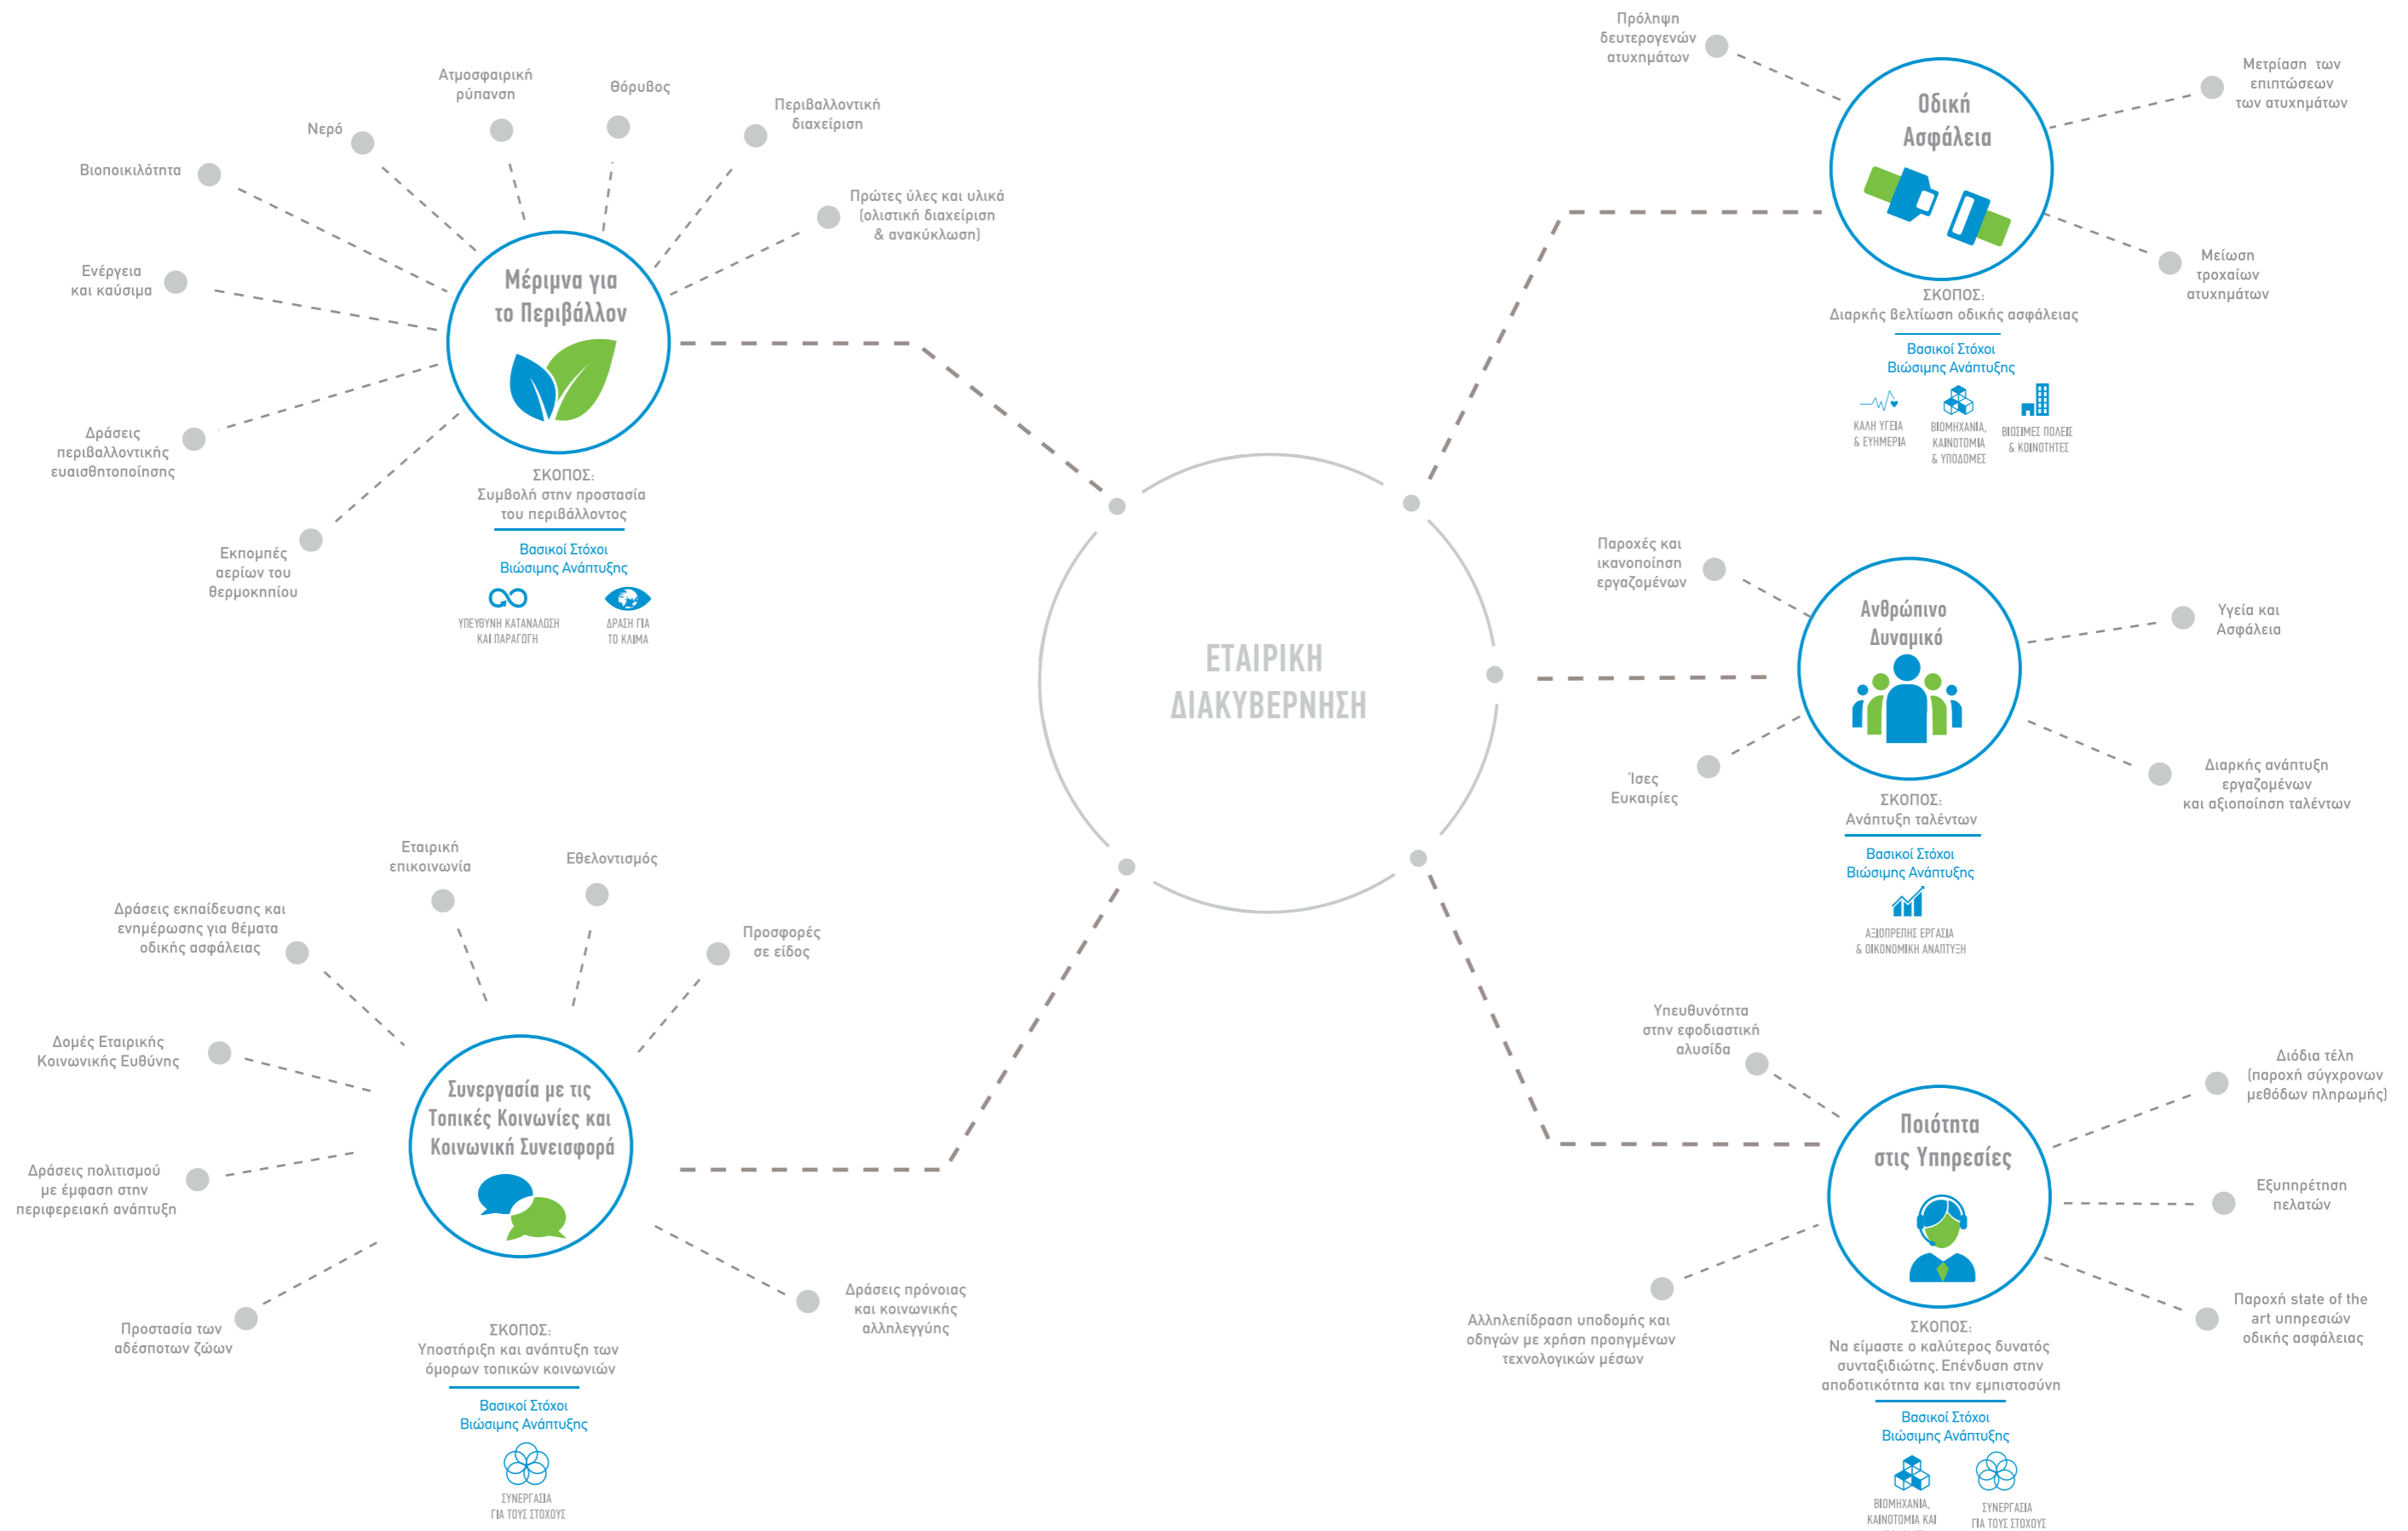 Ατμοσφαιρική
ρύπανση
Θόρυβος
Περιβαλλοντική
διαχείριση
Νερό
Βιοποικιλότητα
Πρώτες ύλες και υλικά
(ολιστική διαχείριση
& ανακύκλωση)
Ενέργεια
και καύσιμα
Μέριμνα για
το Περιβάλλον
Δράσεις
περιβαλλοντικής
ευαισθητοποίησης
Εκπομπές
αερίων του
θερμοκηπίου
ΣΚΟΠΟΣ:
Συμβολή στην προστασία
του περιβάλλοντος
Βασικοί Στόχοι
Βιώσιμης Ανάπτυξης
ΥΠΕΥΘΥΝΗ ΚΑΤΑΝΑΛΩΣΗ
ΚΑΙ ΠΑΡΑΓΩΓΗ
ΔΡΑΣΗ ΓΙΑ
ΤΟ ΚΛΙΜΑ
Πρόληψη
δευτερογενών
ατυχημάτων
Οδική
Ασφάλεια
Μετρίαση των
επιπτώσεων
των ατυχημάτων
Μείωση
τροχαίων
ατυχημάτων
ΣΚΟΠΟΣ:
Διαρκής βελτίωση οδικής ασφάλειας
Βασικοί Στόχοι
Βιώσιμης Ανάπτυξης
ΚΑΛΗ ΥΓΕΙΑ
& ΕΥΗΜΕΡΙΑ
ΒΙΟΜΗΧΑΝΙΑ,
ΚΑΙΝΟΤΟΜΙΑ
& ΥΠΟΔΟΜΕΣ
ΒΙΩΣΙΜΕΣ ΠΟΛΕΙΣ
& ΚΟΙΝΟΤΗΤΕΣ
ΕΤΑΙΡΙΚΗ
ΔΙΑΚΥΒΕΡΝΗΣΗ
Παροχές και
ικανοποίηση
εργαζομένων
Ανθρώπινο
Δυναμικό
Υγεία και
Ασφάλεια
Ίσες
Ευκαιρίες
Διαρκής ανάπτυξη
εργαζομένων
και αξιοποίηση ταλέντων
ΣΚΟΠΟΣ:
Ανάπτυξη ταλέντων
Βασικοί Στόχοι
Βιώσιμης Ανάπτυξης
ΑΞΙΟΠΡΕΠΗΣ ΕΡΓΑΣΙΑ
& ΟΙΚΟΝΟΜΙΚΗ ΑΝΑΠΤΥΞΗ
Εταιρική
επικοινωνία
Εθελοντισμός
Δράσεις εκπαίδευσης και
ενημέρωσης για θέματα
οδικής ασφάλειας
Προσφορές
σε είδος
Δομές Εταιρικής
Κοινωνικής Ευθύνης
Συνεργασία με τις
Τοπικές Κοινωνίες και
Κοινωνική Συνεισφορά
Δράσεις πολιτισμού
με έμφαση στην
περιφερειακή ανάπτυξη
Προστασία των
αδέσποτων ζώων
Δράσεις πρόνοιας
και κοινωνικής
αλληλεγγύης
ΣΚΟΠΟΣ:
Υποστήριξη και ανάπτυξη των
όμορων τοπικών κοινωνιών
Βασικοί Στόχοι
Βιώσιμης Ανάπτυξης
ΣΥΝΕΡΓΑΣΙΑ
ΓΙΑ ΤΟΥΣ ΣΤΟΧΟΥΣ
Υπευθυνότητα
στην εφοδιαστική
αλυσίδα
Διόδια τέλη
(παροχή σύγχρονων
μεθόδων πληρωμής)
Ποιότητα
στις Υπηρεσίες
Εξυπηρέτηση
πελατών
Αλληλεπίδραση υποδομής και
οδηγών με χρήση προηγμένων
τεχνολογικών μέσων
Παροχή state of the
art υπηρεσιών
οδικής ασφάλειας
ΣΚΟΠΟΣ:
Να είμαστε ο καλύτερος δυνατός
συνταξιδιώτης. Επένδυση στην
αποδοτικότητα και την εμπιστοσύνη
Βασικοί Στόχοι
Βιώσιμης Ανάπτυξης
ΒΙΟΜΗΧΑΝΙΑ,
ΚΑΙΝΟΤΟΜΙΑ ΚΑΙ
ΣΥΝΕΡΓΑΣΙΑ
ΓΙΑ ΤΟΥΣ ΣΤΟΧΟΥΣ